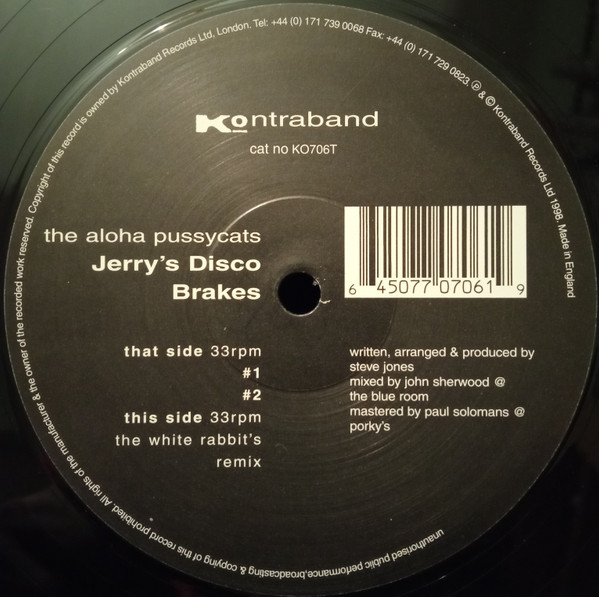 All rights of the manufacturer & the owner of the recorded work reserved. Copyright of this record is owned by Kontraband Records Ltd, London. Tel: +44 (0) 171 739 0068 Fax: +44 (0) 171 729 0823. ℗ & © Kontraband Records Ltd 1998. Made in England
Kontraband
cat no KO706T
the aloha pussycats
Jerry's Disco
Brakes
6 45077 07061 9
that side 33rpm
#1
#2
this side 33rpm
the white rabbit's
remix
written, arranged & produced by
steve jones
mixed by john sherwood @
the blue room
mastered by paul solomans @
porky's
unauthorised public performance,broadcasting & copying of this record prohibited.